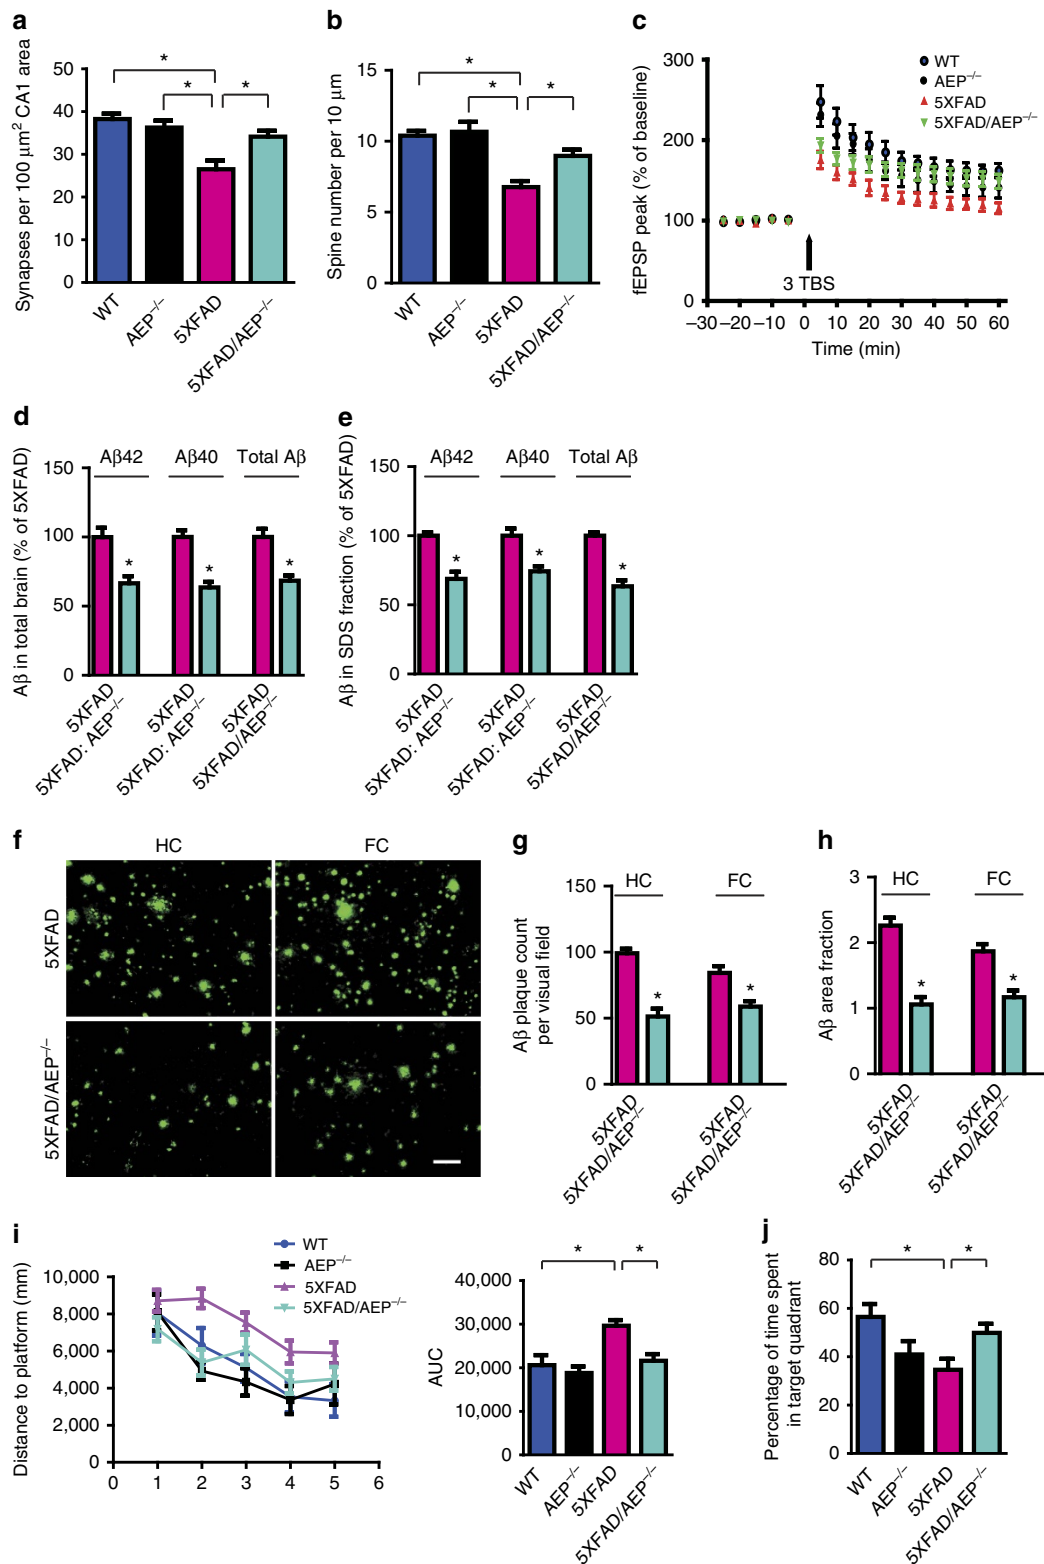 a
Synapses per 100 μm² CA1 area
50
40
30
20
10
0
WT
AEP⁻/⁻
5XFAD
5XFAD/AEP⁻/⁻
*
*
*
b
Spine number per 10 μm
15
10
5
0
WT
AEP⁻/⁻
5XFAD
5XFAD/AEP⁻/⁻
*
*
*
c
fEPSP peak (% of baseline)
300
200
100
0
–30
–20
–10
0
10
20
30
40
50
60
Time (min)
3 TBS
WT
AEP⁻/⁻
5XFAD
5XFAD/AEP⁻/⁻
d
Aβ in total brain (% of 5XFAD)
150
100
50
0
Aβ42
Aβ40
Total Aβ
*
*
*
5XFAD
5XFAD: AEP⁻/⁻
5XFAD
5XFAD: AEP⁻/⁻
5XFAD
5XFAD/AEP⁻/⁻
e
Aβ in SDS fraction (% of 5XFAD)
150
100
50
0
Aβ42
Aβ40
Total Aβ
*
*
*
5XFAD
5XFAD: AEP⁻/⁻
5XFAD
5XFAD: AEP⁻/⁻
5XFAD
5XFAD/AEP⁻/⁻
f
HC
FC
5XFAD
5XFAD/AEP⁻/⁻
g
Aβ plaque count
per visual field
150
100
50
0
HC
FC
*
*
5XFAD
5XFAD/AEP⁻/⁻
5XFAD
5XFAD/AEP⁻/⁻
h
Aβ area fraction
3
2
1
0
HC
FC
*
*
5XFAD
5XFAD/AEP⁻/⁻
5XFAD
5XFAD/AEP⁻/⁻
i
Distance to platform (mm)
10,000
8,000
6,000
4,000
2,000
0
0
1
2
3
4
5
6
WT
AEP⁻/⁻
5XFAD
5XFAD/AEP⁻/⁻
AUC
40,000
30,000
20,000
10,000
0
*
*
WT
AEP⁻/⁻
5XFAD
5XFAD/AEP⁻/⁻
j
Percentage of time spent
in target quadrant
80
60
40
20
0
*
*
WT
AEP⁻/⁻
5XFAD
5XFAD/AEP⁻/⁻